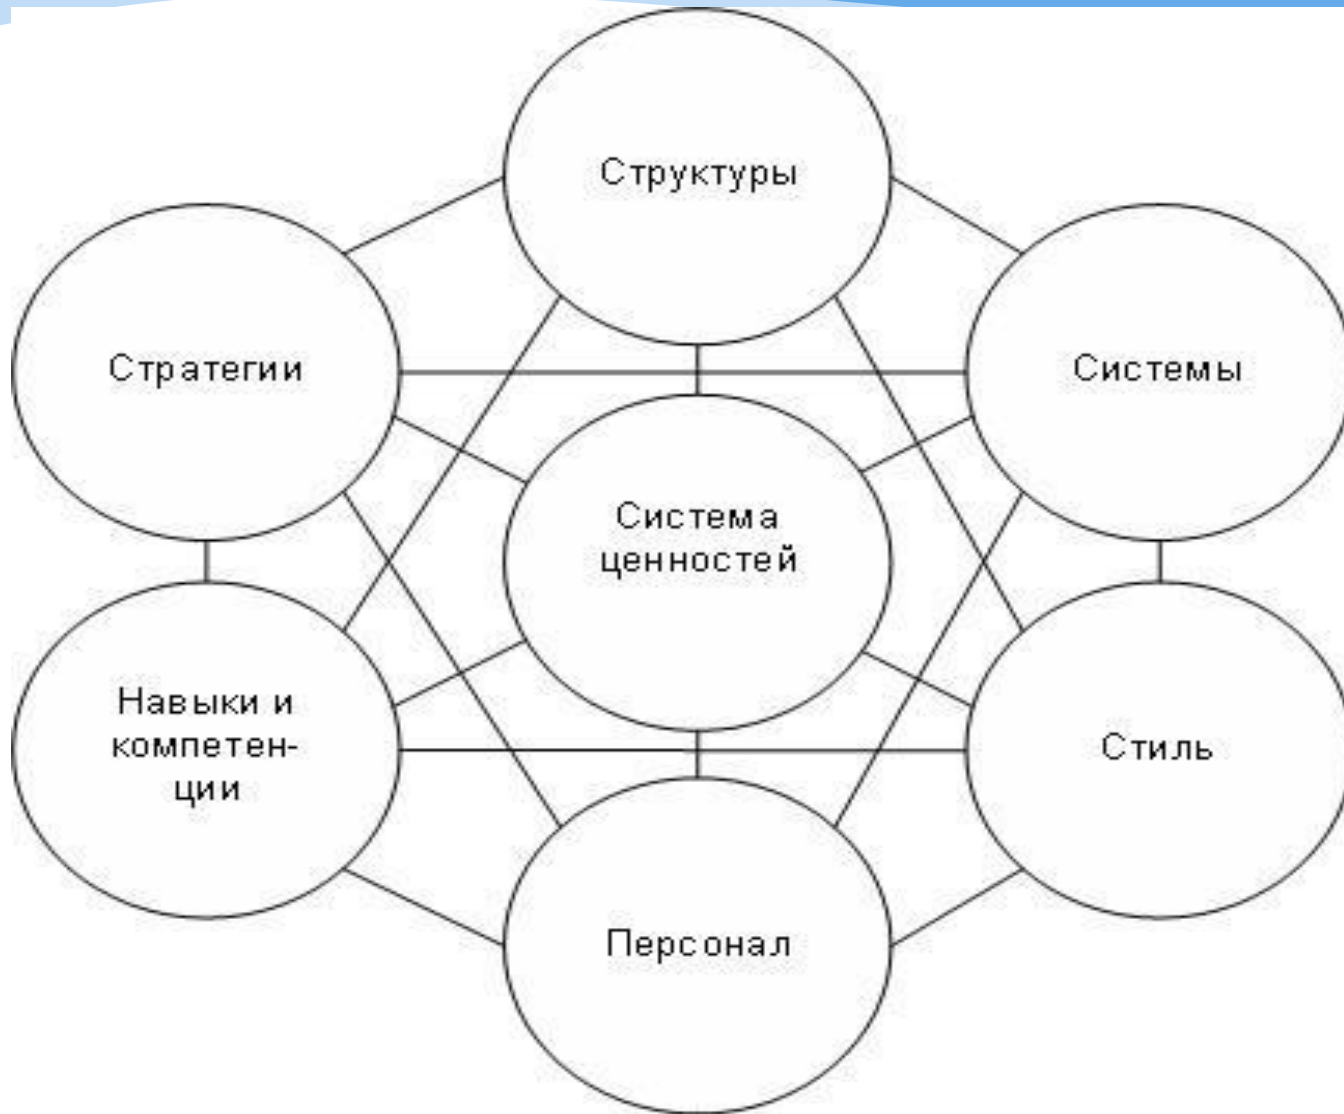 Структуры
Стратегии
Системы
Система
ценностей
Навыки и
компетен-
ции
Стиль
Персонал